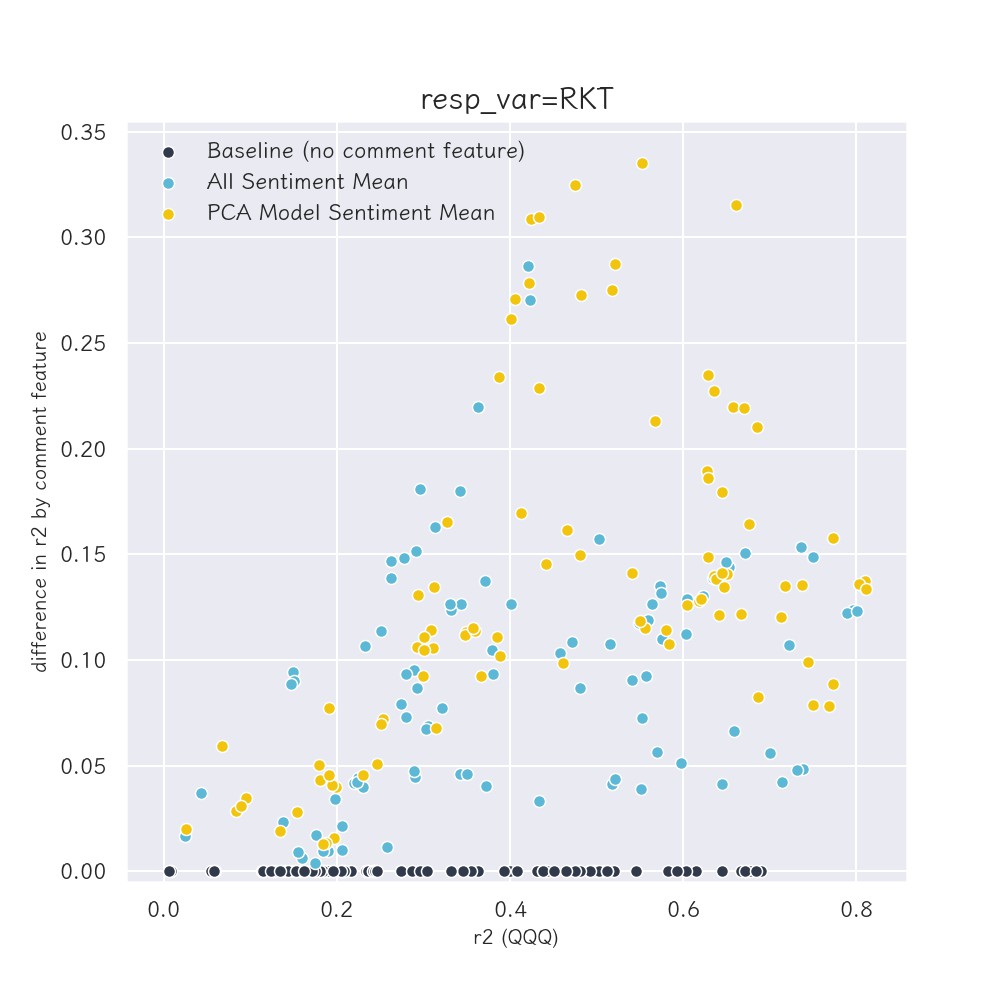 resp_var=RKT
Baseline (no comment feature)
All Sentiment Mean
PCA Model Sentiment Mean
0.35
0.30
0.25
0.20
0.15
0.10
0.05
0.00
difference in r2 by comment feature
0.0 0.2 0.4 0.6 0.8
r2 (QQQ)